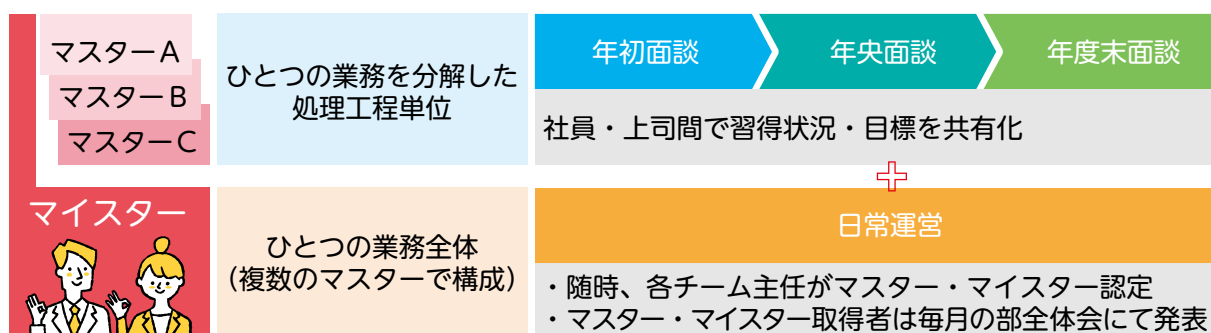 マスターA
マスターB
マスターC
ひとつの業務を分解した
処理工程単位
年初面談
年央面談
年度末面談
社員・上司間で習得状況・目標を共有化
マイスター
ひとつの業務全体
（複数のマスターで構成）
日常運営
・随時、各チーム主任がマスター・マイスター認定
・マスター・マイスター取得者は毎月の部全体会にて発表